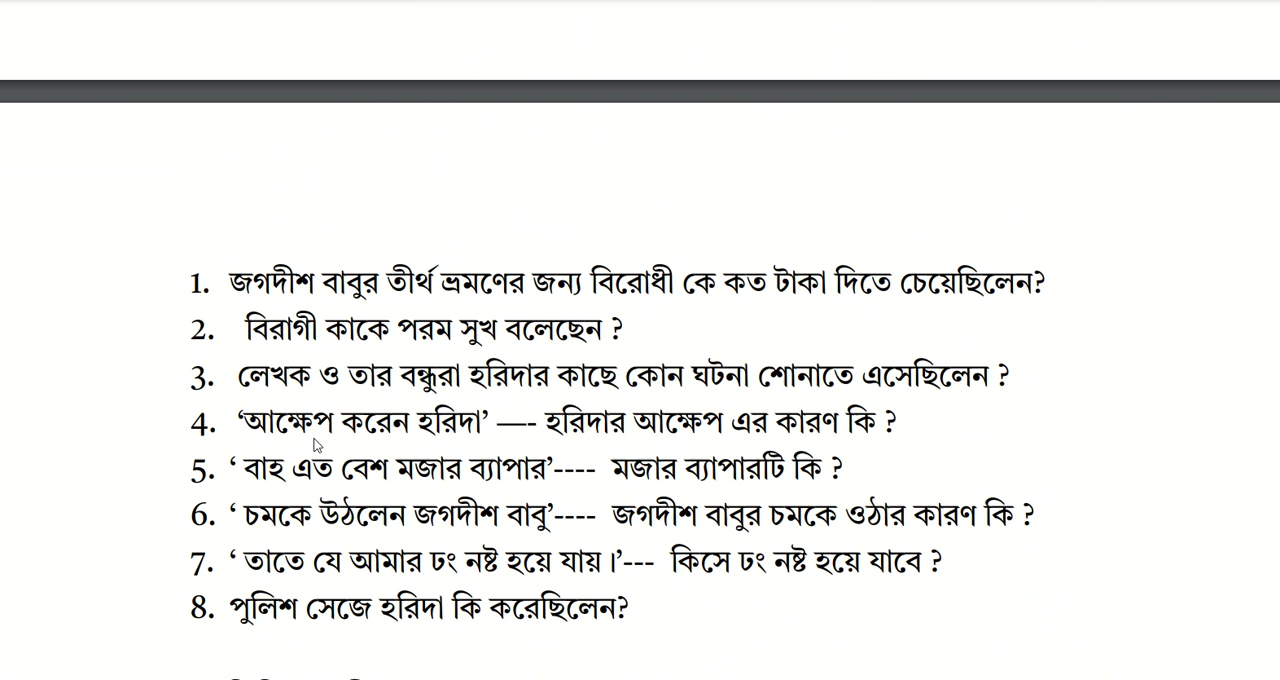 1. জগদীশ বাবুর তীর্থ ভ্রমণের জন্য বিরোধী কে কত টাকা দিতে চেয়েছিলেন?
2. বিরাগী কাকে পরম সুখ বলেছেন ?
3. লেখক ও তার বন্ধুরা হরিদার কাছে কোন ঘটনা শোনাতে এসেছিলেন ?
4. ‘আক্ষেপ করেন হরিদা’ —- হরিদার আক্ষেপ এর কারণ কি ?
5. ‘ বাহ এত বেশ মজার ব্যাপার’---- মজার ব্যাপারটি কি ?
6. ‘ চমকে উঠলেন জগদীশ বাবু’---- জগদীশ বাবুর চমকে ওঠার কারণ কি ?
7. ‘ তাতে যে আমার ঢং নষ্ট হয়ে যায়।’--- কিসে ঢং নষ্ট হয়ে যাবে ?
8. পুলিশ সেজে হরিদা কি করেছিলেন?